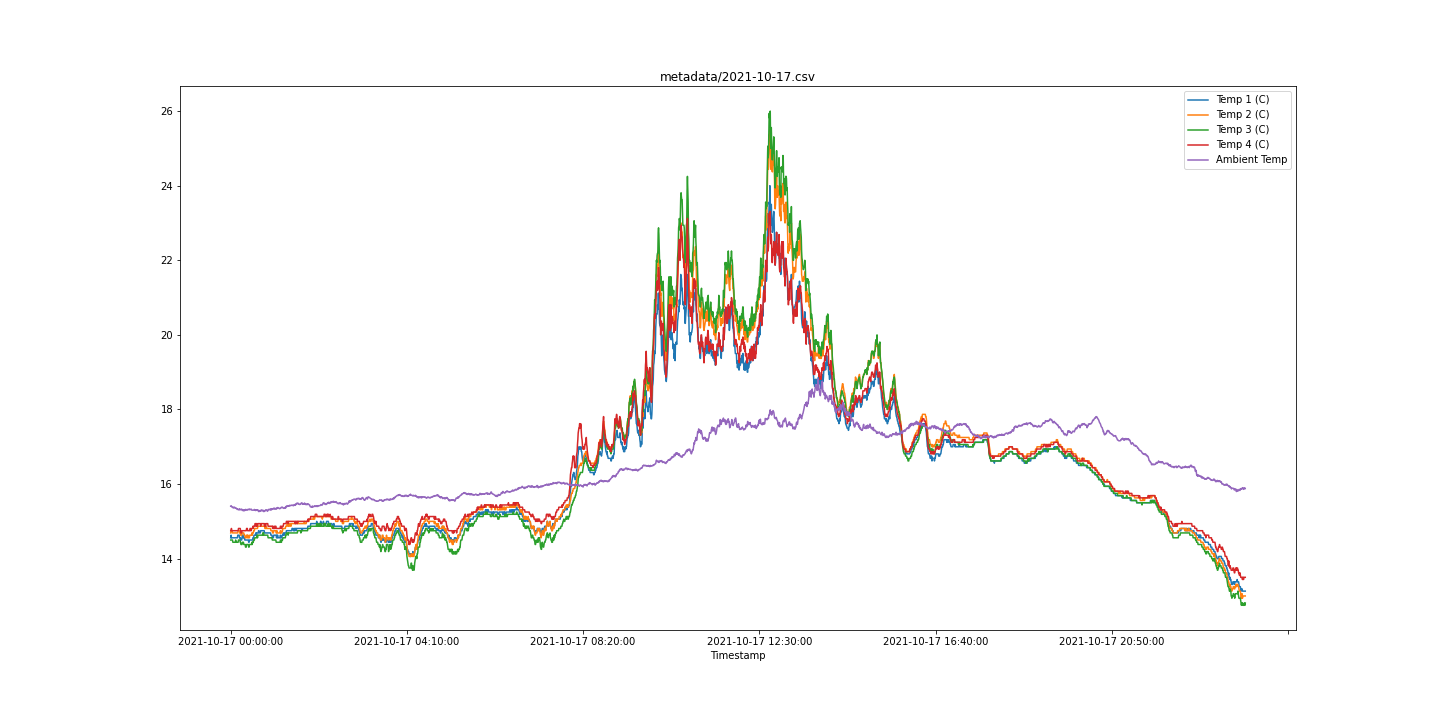 metadata/2021-10-17.csv
Temp 1 (C)
Temp 2 (C)
Temp 3 (C)
Temp 4 (C)
Ambient Temp
26
24
22
20
18
16
14
2021-10-17 00:00:00 2021-10-17 04:10:00 2021-10-17 08:20:00 2021-10-17 12:30:00 2021-10-17 16:40:00 2021-10-17 20:50:00
Timestamp